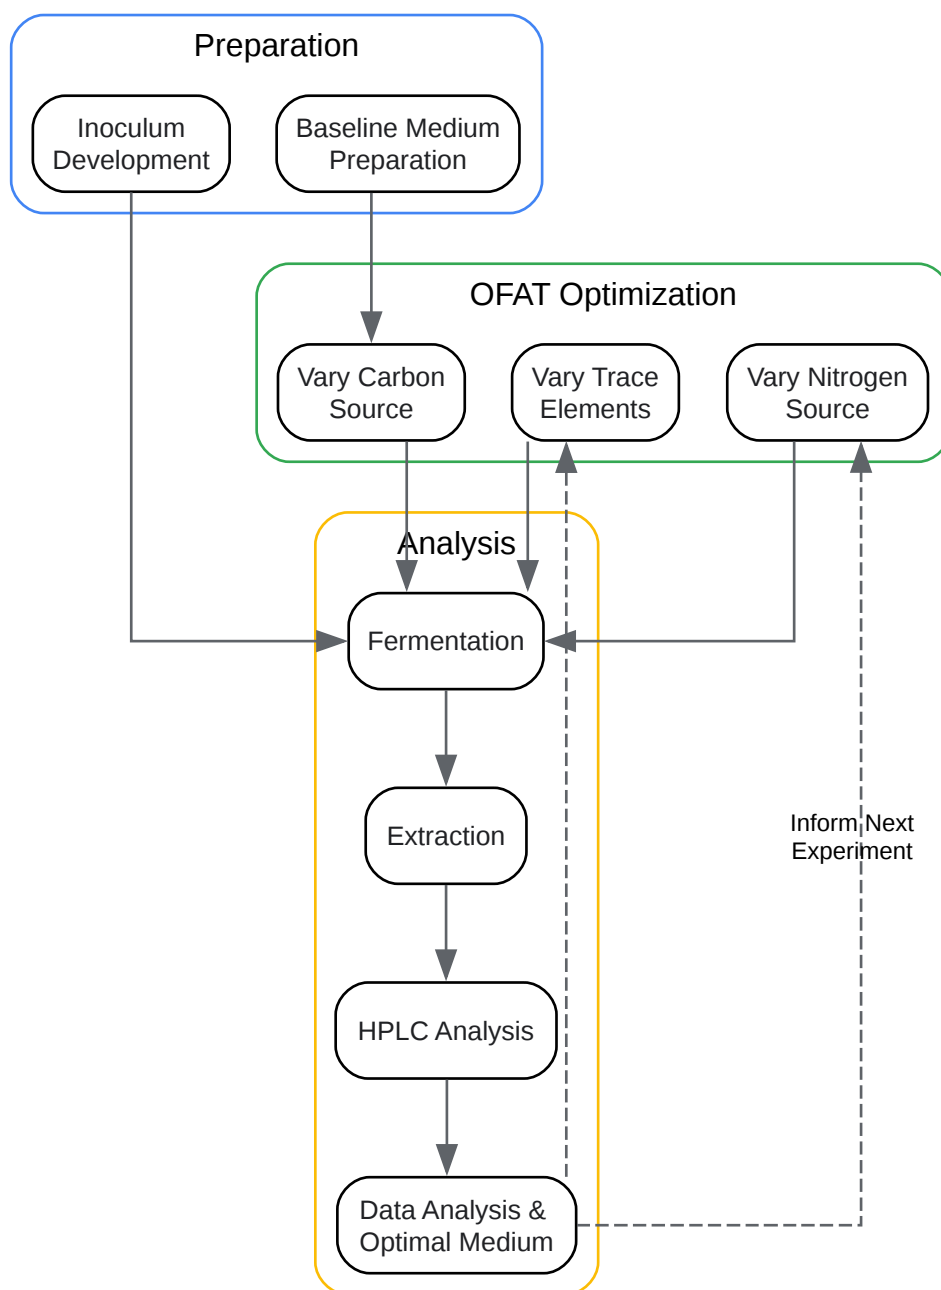 Preparation
Inoculum
Development
Baseline Medium
Preparation
OFAT Optimization
Vary Carbon
Source
Vary Trace
Elements
Vary Nitrogen
Source
Analysis
Fermentation
Extraction
Inform Next
Experiment
HPLC Analysis
Data Analysis &
Optimal Medium